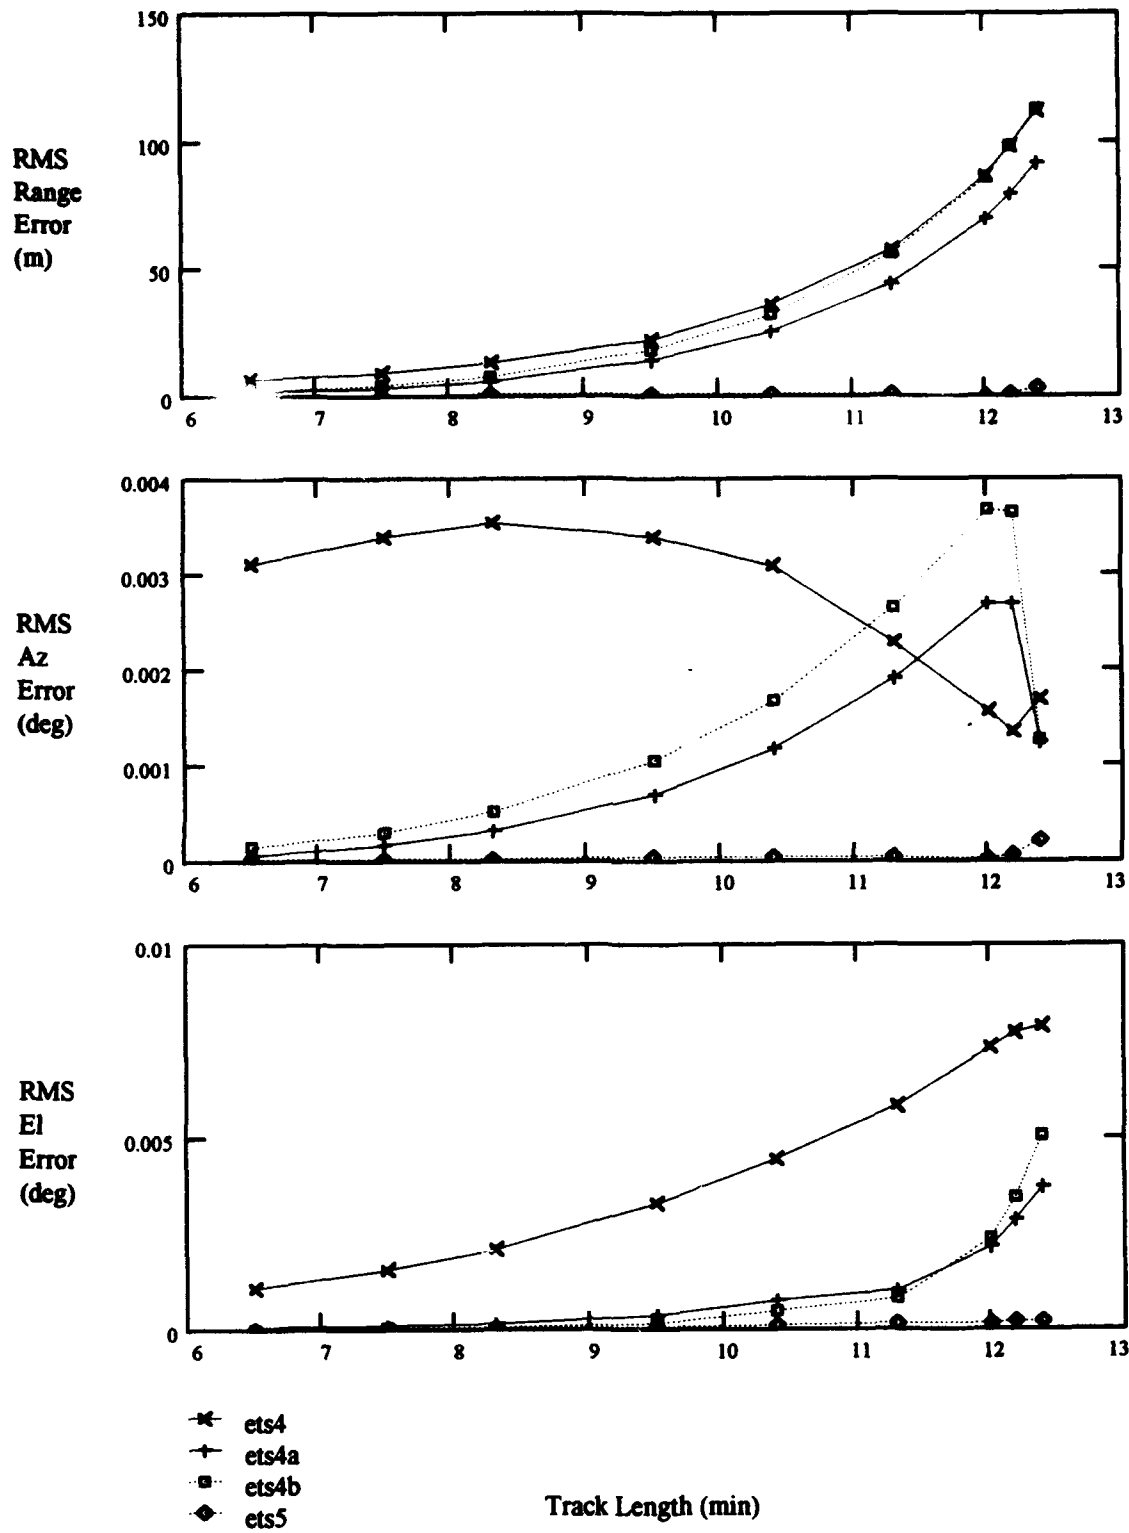 150
100
50
0
RMS
Range
Error
(m)
6 7 8 9 10 11 12 13
0.004
0.003
0.002
0.001
0
RMS
Az
Error
(deg)
6 7 8 9 10 11 12 13
0.01
0.005
0
RMS
El
Error
(deg)
6 7 8 9 10 11 12 13
ets4
ets4a
ets4b
ets5
Track Length (min)